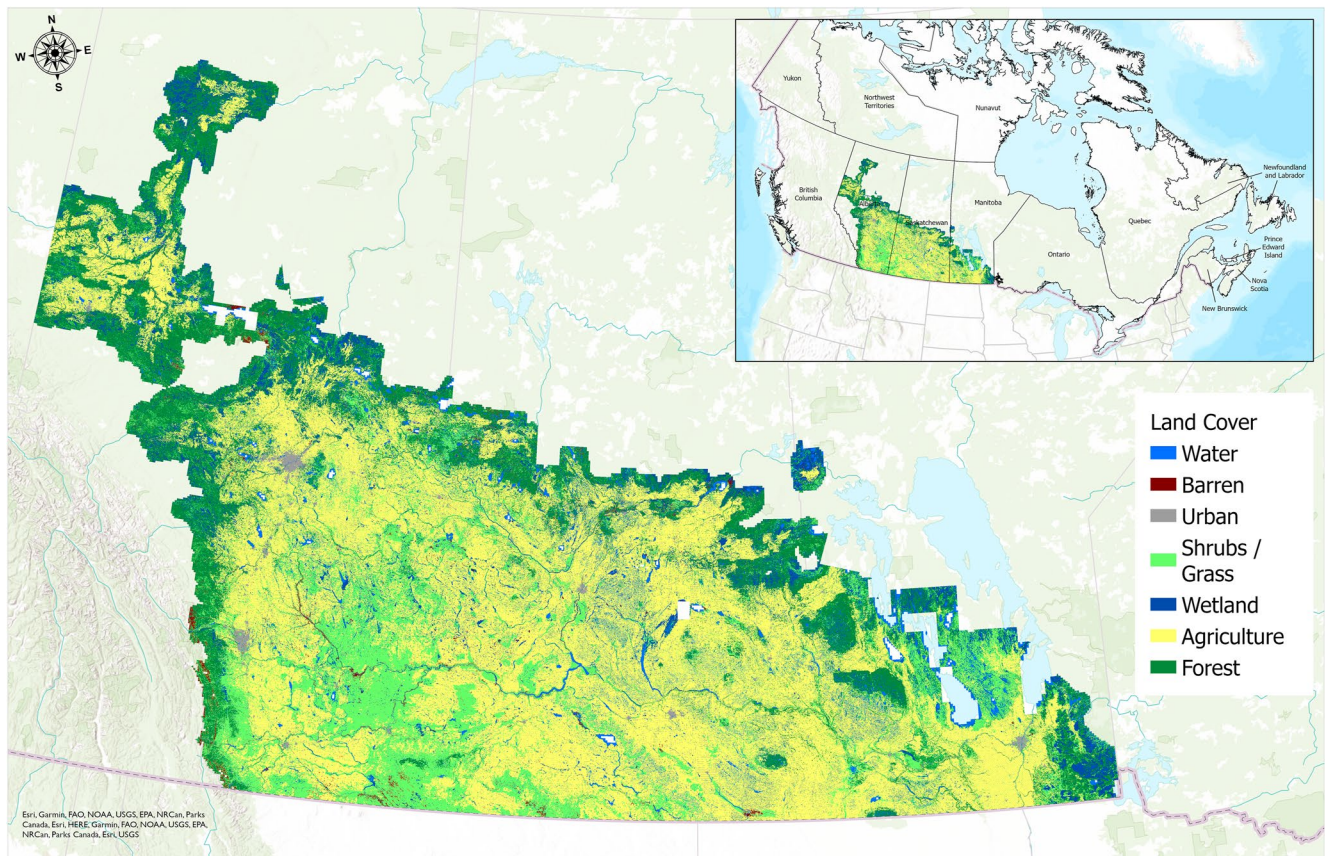 N
W
E
S
Yukon
Northwest
Territories
Nunavut
British
Columbia
Manitoba
Ontario
Quebec
Newfoundland
and Labrador
Prince
Edward
Island
Nova
Scotia
New Brunswick
Land Cover
Water
Barren
Urban
Shrubs /
Grass
Wetland
Agriculture
Forest
Esri, Garmin, FAO, NOAA, USGS, EPA, NRCan, Parks
Canada, Esri, HERE, Garmin, FAO, NOAA, USGS, EPA,
NRCan, Parks Canada, Esri, USGS